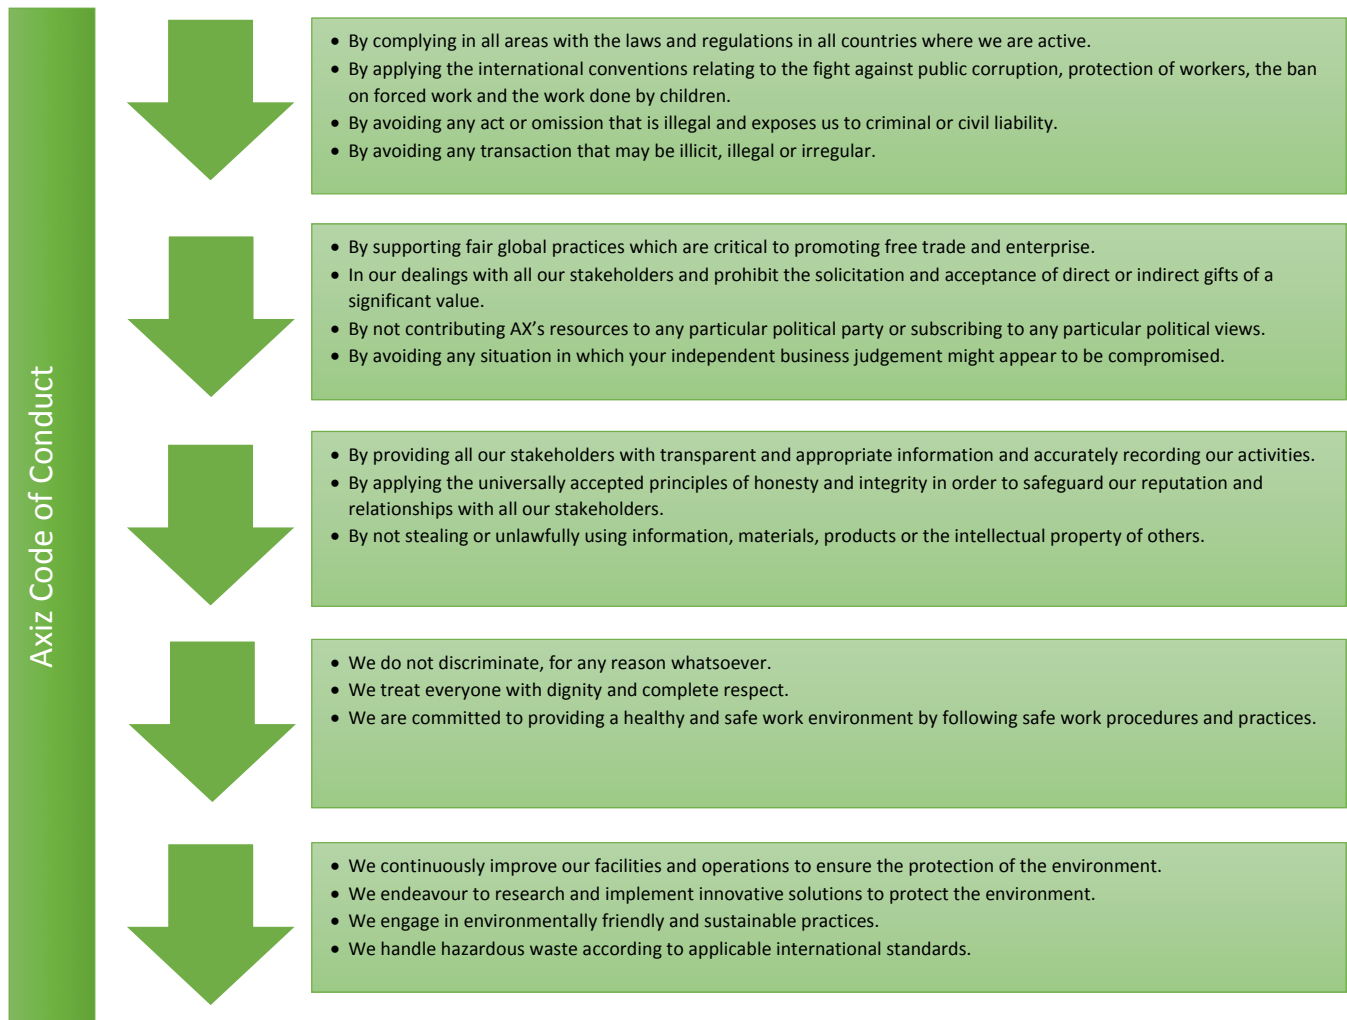 Axiz Code of Conduct
• By complying in all areas with the laws and regulations in all countries where we are active.
• By applying the international conventions relating to the fight against public corruption, protection of workers, the ban
on forced work and the work done by children.
• By avoiding any act or omission that is illegal and exposes us to criminal or civil liability.
• By avoiding any transaction that may be illicit, illegal or irregular.
• By supporting fair global practices which are critical to promoting free trade and enterprise.
• In our dealings with all our stakeholders and prohibit the solicitation and acceptance of direct or indirect gifts of a
significant value.
• By not contributing AX's resources to any particular political party or subscribing to any particular political views.
• By avoiding any situation in which your independent business judgement might appear to be compromised.
• By providing all our stakeholders with transparent and appropriate information and accurately recording our activities.
• By applying the universally accepted principles of honesty and integrity in order to safeguard our reputation and
relationships with all our stakeholders.
• By not stealing or unlawfully using information, materials, products or the intellectual property of others.
• We do not discriminate, for any reason whatsoever.
• We treat everyone with dignity and complete respect.
• We are committed to providing a healthy and safe work environment by following safe work procedures and practices.
• We continuously improve our facilities and operations to ensure the protection of the environment.
• We endeavour to research and implement innovative solutions to protect the environment.
• We engage in environmentally friendly and sustainable practices.
• We handle hazardous waste according to applicable international standards.